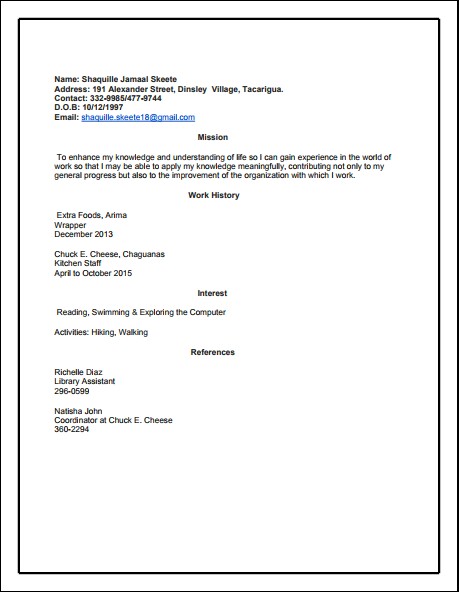 Name: Shaquille Jamaal Skeete
Address: 191 Alexander Street, Dinsley  Village, Tacarigua.
Contact: 332-9985/477-9744
D.O.B: 10/12/1997
Email: shaquille.skeete18@gmail.com
Mission
To enhance my knowledge and understanding of life so I can gain experience in the world of
work so that I may be able to apply my knowledge meaningfully, contributing not only to my
general progress but also to the improvement of the organization with which I work.
Work History
Extra Foods, Arima
Wrapper
December 2013
Chuck E. Cheese, Chaguanas
Kitchen Staff
April to October 2015
Interest
Reading, Swimming & Exploring the Computer
Activities: Hiking, Walking
References
Richelle Diaz
Library Assistant
296-0599
Natisha John
Coordinator at Chuck E. Cheese
360-2294